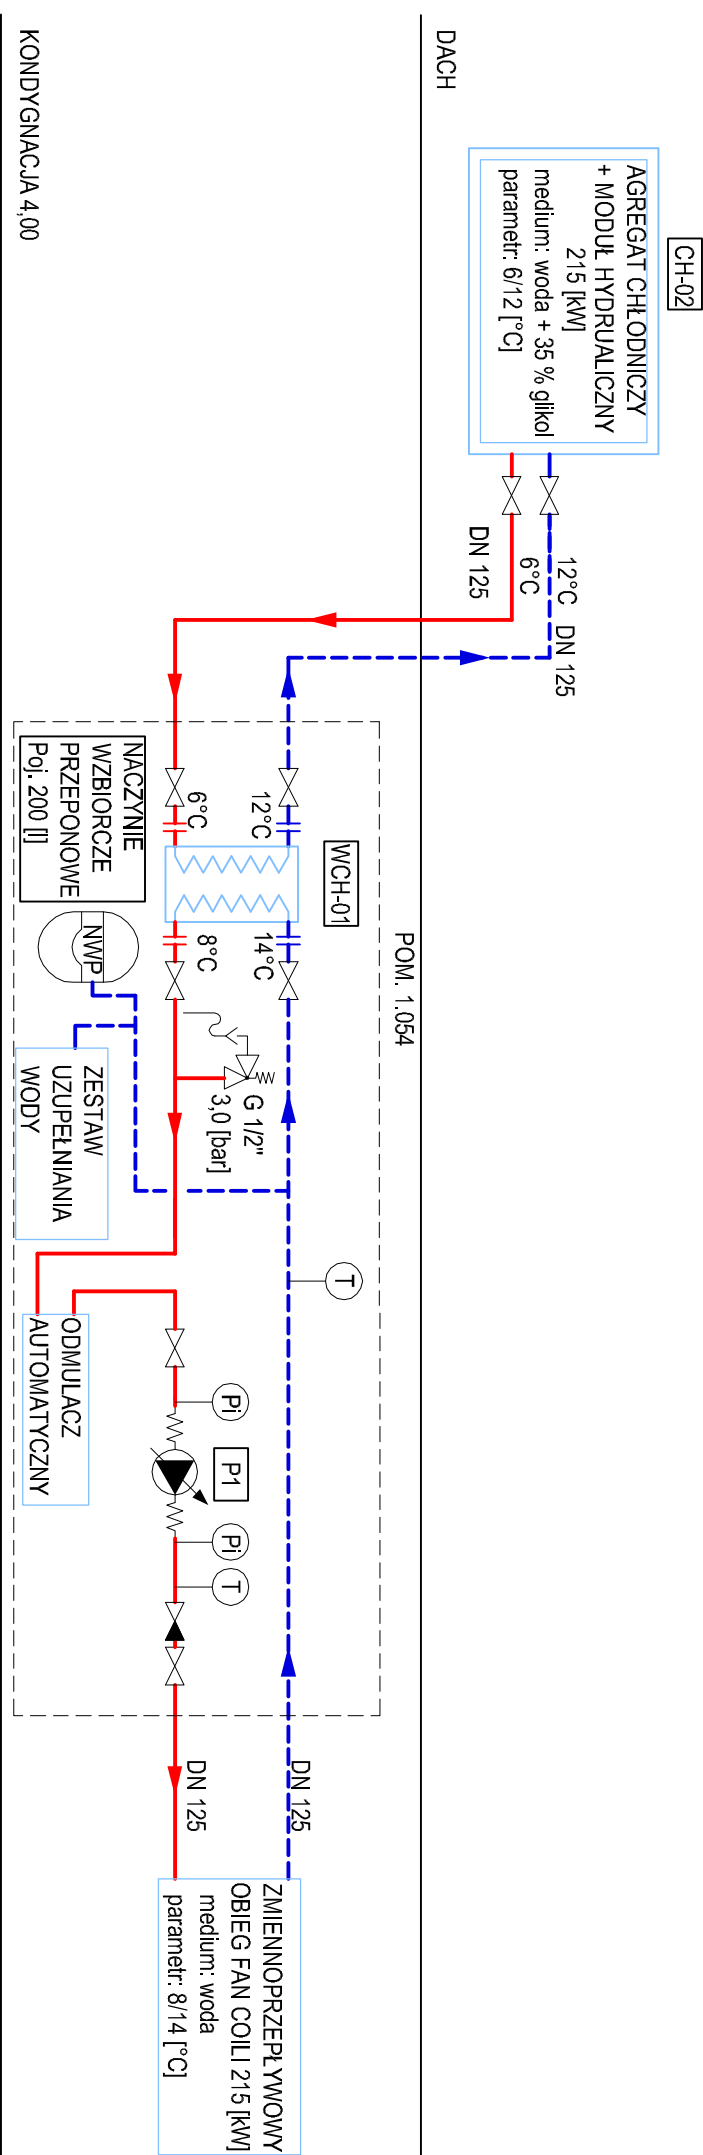 DACH
CH-02
AGREGAT CHŁODNICZY
+ MODUŁ HYDRUALICZNY
215 [kW]
medium: woda + 35 % glikol
parametr: 6/12 [°C]
12°C
DN 125
6°C
DN 125
KONDYGNACJA 4,00
POM. 1.054
WCH-01
12°C
14°C
6°C
8°C
NACZYNIE
WZBIORCZE
PRZEPONOWE
Poj. 200 [l]
NWP
G 1/2"
3,0 [bar]
ZESTAW
UZUPEŁNIANIA
WODY
T
ODMULACZ
AUTOMATYCZNY
Pi
P1
Pi
T
DN 125
DN 125
ZMIENNOPRZEPŁYWOWY
OBIEG FAN COILI 215 [kW]
medium: woda
parametr: 8/14 [°C]